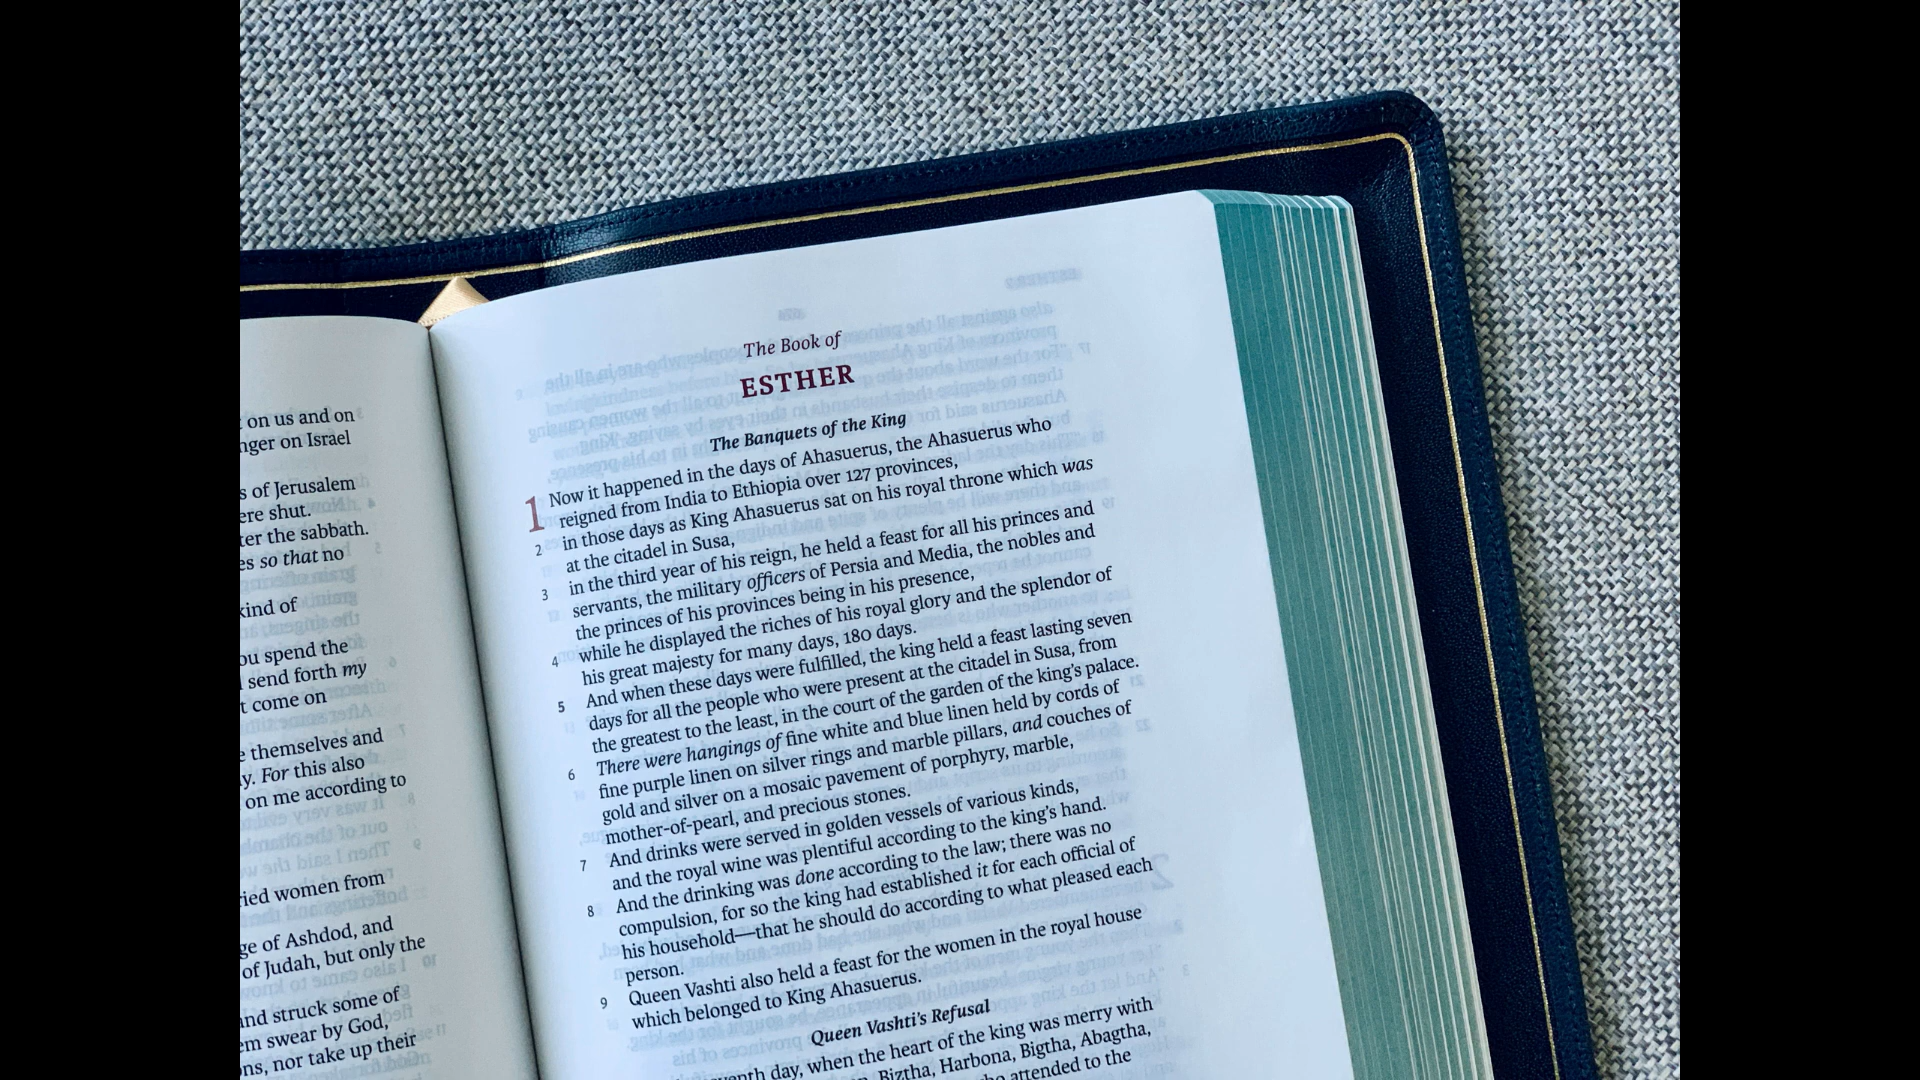 on us and on
nger on Israel
s of Jerusalem
ere shut.
ter the sabbath.
es so that no
kind of
ou spend the
send forth my
t come on
e themselves and
y. For this also
on me according to
ried women from
ge of Ashdod, and
of Judah, but only the
and struck some of
em swear by God,
ons, nor take up their
The Book of
ESTHER
The Banquets of the King
1 Now it happened in the days of Ahasuerus, the Ahasuerus who
reigned from India to Ethiopia over 127 provinces,
2 in those days as King Ahasuerus sat on his royal throne which was
at the citadel in Susa,
3 in the third year of his reign, he held a feast for all his princes and
servants, the military officers of Persia and Media, the nobles and
the princes of his provinces being in his presence,
4 while he displayed the riches of his royal glory and the splendor of
his great majesty for many days, 180 days.
5 And when these days were fulfilled, the king held a feast lasting seven
days for all the people who were present at the citadel in Susa, from
the greatest to the least, in the court of the garden of the king's palace.
6 There were hangings of fine white and blue linen held by cords of
fine purple linen on silver rings and marble pillars, and couches of
gold and silver on a mosaic pavement of porphyry, marble,
mother-of-pearl, and precious stones.
7 And drinks were served in golden vessels of various kinds,
and the royal wine was plentiful according to the king's hand.
8 And the drinking was done according to the law; there was no
compulsion, for so the king had established it for each official of
his household—that he should do according to what pleased each
person.
9 Queen Vashti also held a feast for the women in the royal house
which belonged to King Ahasuerus.
Queen Vashti's Refusal
venth day, when the heart of the king was merry with
Biztha, Harbona, Bigtha, Abagtha,
attended to the